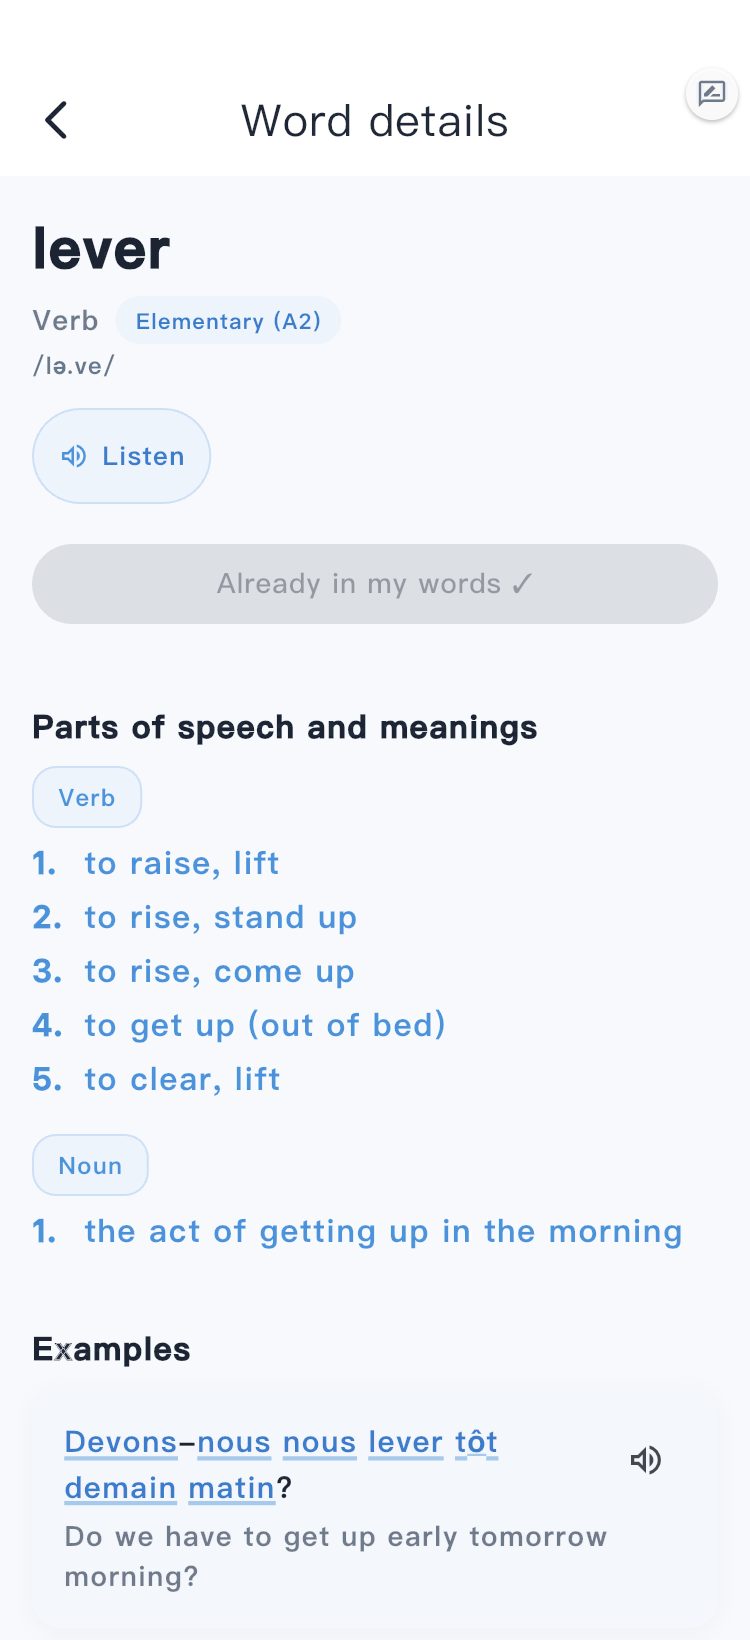 Word details
lever
Verb Elementary (A2)
/lə.ve/
Listen
Already in my words ✓
Parts of speech and meanings
Verb
1. to raise, lift
2. to rise, stand up
3. to rise, come up
4. to get up (out of bed)
5. to clear, lift
Noun
1. the act of getting up in the morning
Examples
Devons-nous nous lever tôt
demain matin?
Do we have to get up early tomorrow
morning?